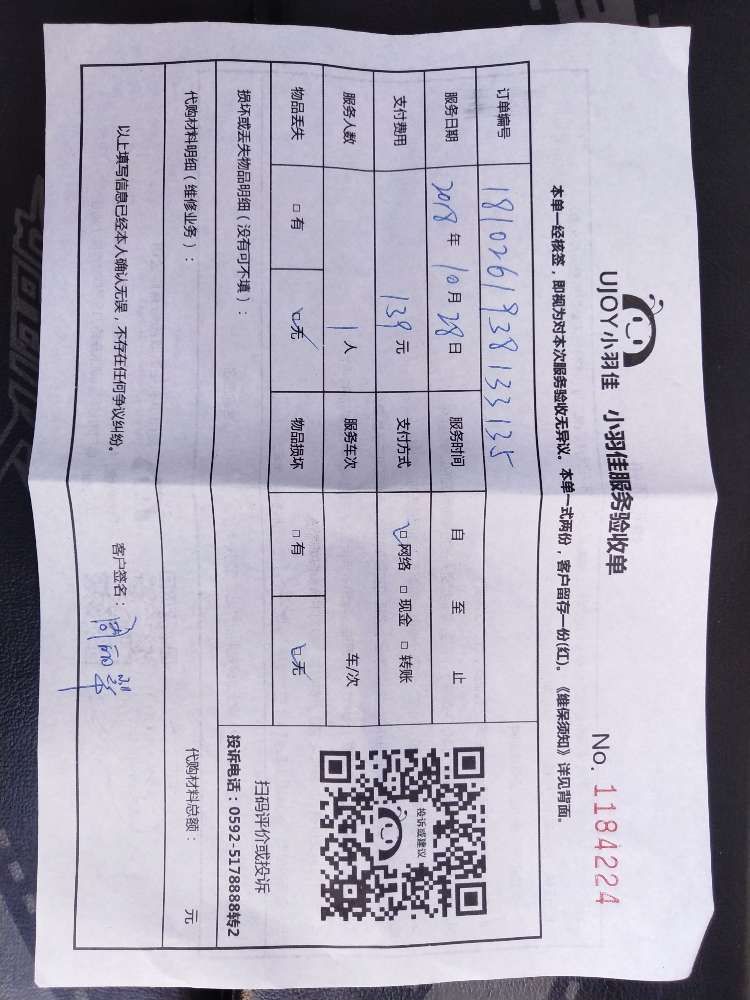 UJOY小羽佳 小羽佳服务验收单
No. 1184224
本单一经核签，即视为对本次服务验收无异议。本单一式两份，客户留存一份(红)。《维保须知》详见背面。
订单编号 181026193813​3135
服务日期 2018年10月28日 服务时间 自 至 止
支付费用 139元 支付方式 ☑网络 □现金 □转账
服务人数 1人 服务车次 车/次
物品丢失 □有 ☑无 物品损坏 □有 ☑无
投诉或建议
扫码评价或投诉
投诉电话：0592-5178888转2
损坏或丢失物品明细（没有可不填）：
代购材料明细（维修业务）： 代购材料总额： 元
以上填写信息已经本人确认无误，不存在任何争议纠纷。 客户签名：